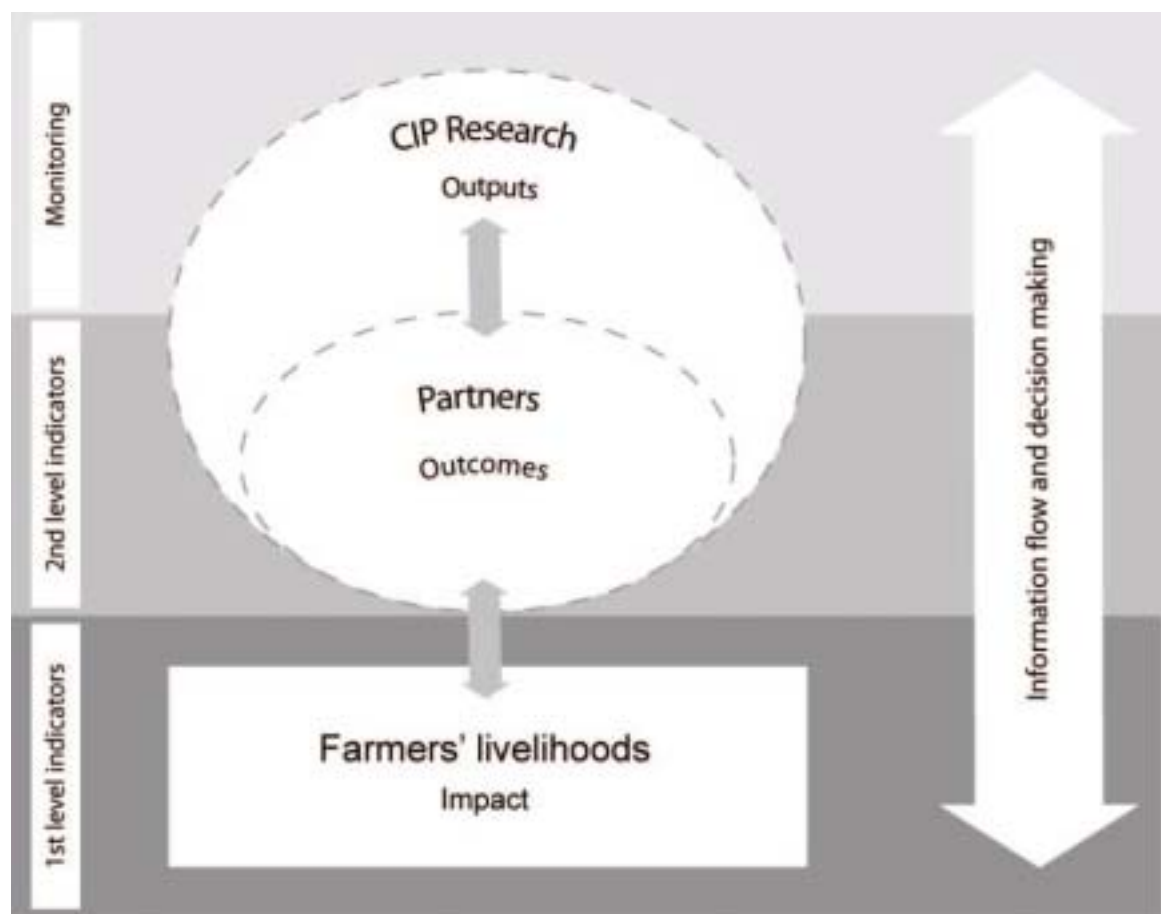 Monitoring
CIP Research
Outputs
2nd level indicators
Partners
Outcomes
1st level indicators
Farmers' livelihoods
Impact
Information flow and decision making